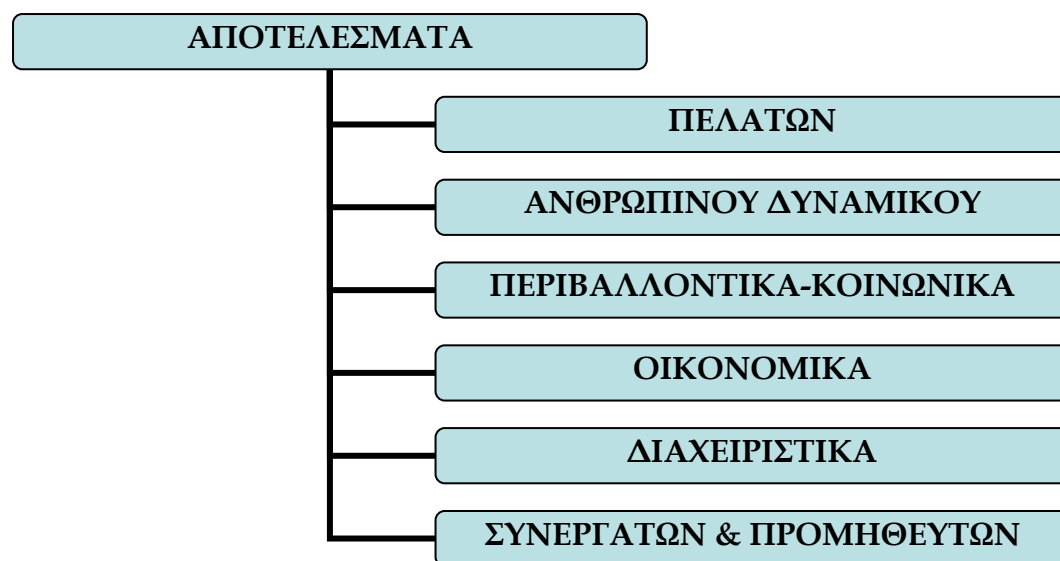 ΑΠΟΤΕΛΕΣΜΑΤΑ
ΠΕΛΑΤΩΝ
ΑΝΘΡΩΠΙΝΟΥ ΔΥΝΑΜΙΚΟΥ
ΠΕΡΙΒΑΛΛΟΝΤΙΚΑ-ΚΟΙΝΩΝΙΚΑ
ΟΙΚΟΝΟΜΙΚΑ
ΔΙΑΧΕΙΡΙΣΤΙΚΑ
ΣΥΝΕΡΓΑΤΩΝ & ΠΡΟΜΗΘΕΥΤΩΝ